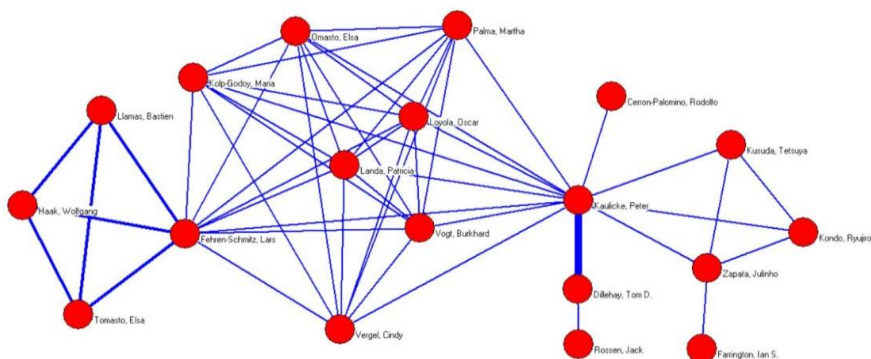 Omasto, Elsa
Palma, Martha
Kolp-Godoy, Maria
Cerron-Palomino, Rodolfo
Llamas, Bastien
Loyola, Oscar
Kusuda, Tetsuya
Landa, Patricia
Haak, Wolfgang
Kaulicke, Peter
Fehren-Schmitz, Lars
Vogt, Burkhard
Kondo, Ryujiro
Zapata, Julinho
Dillehay, Tom D.
Tomasto, Elsa
Vergel, Cindy
Rossen, Jack
Farrington, Ian S.